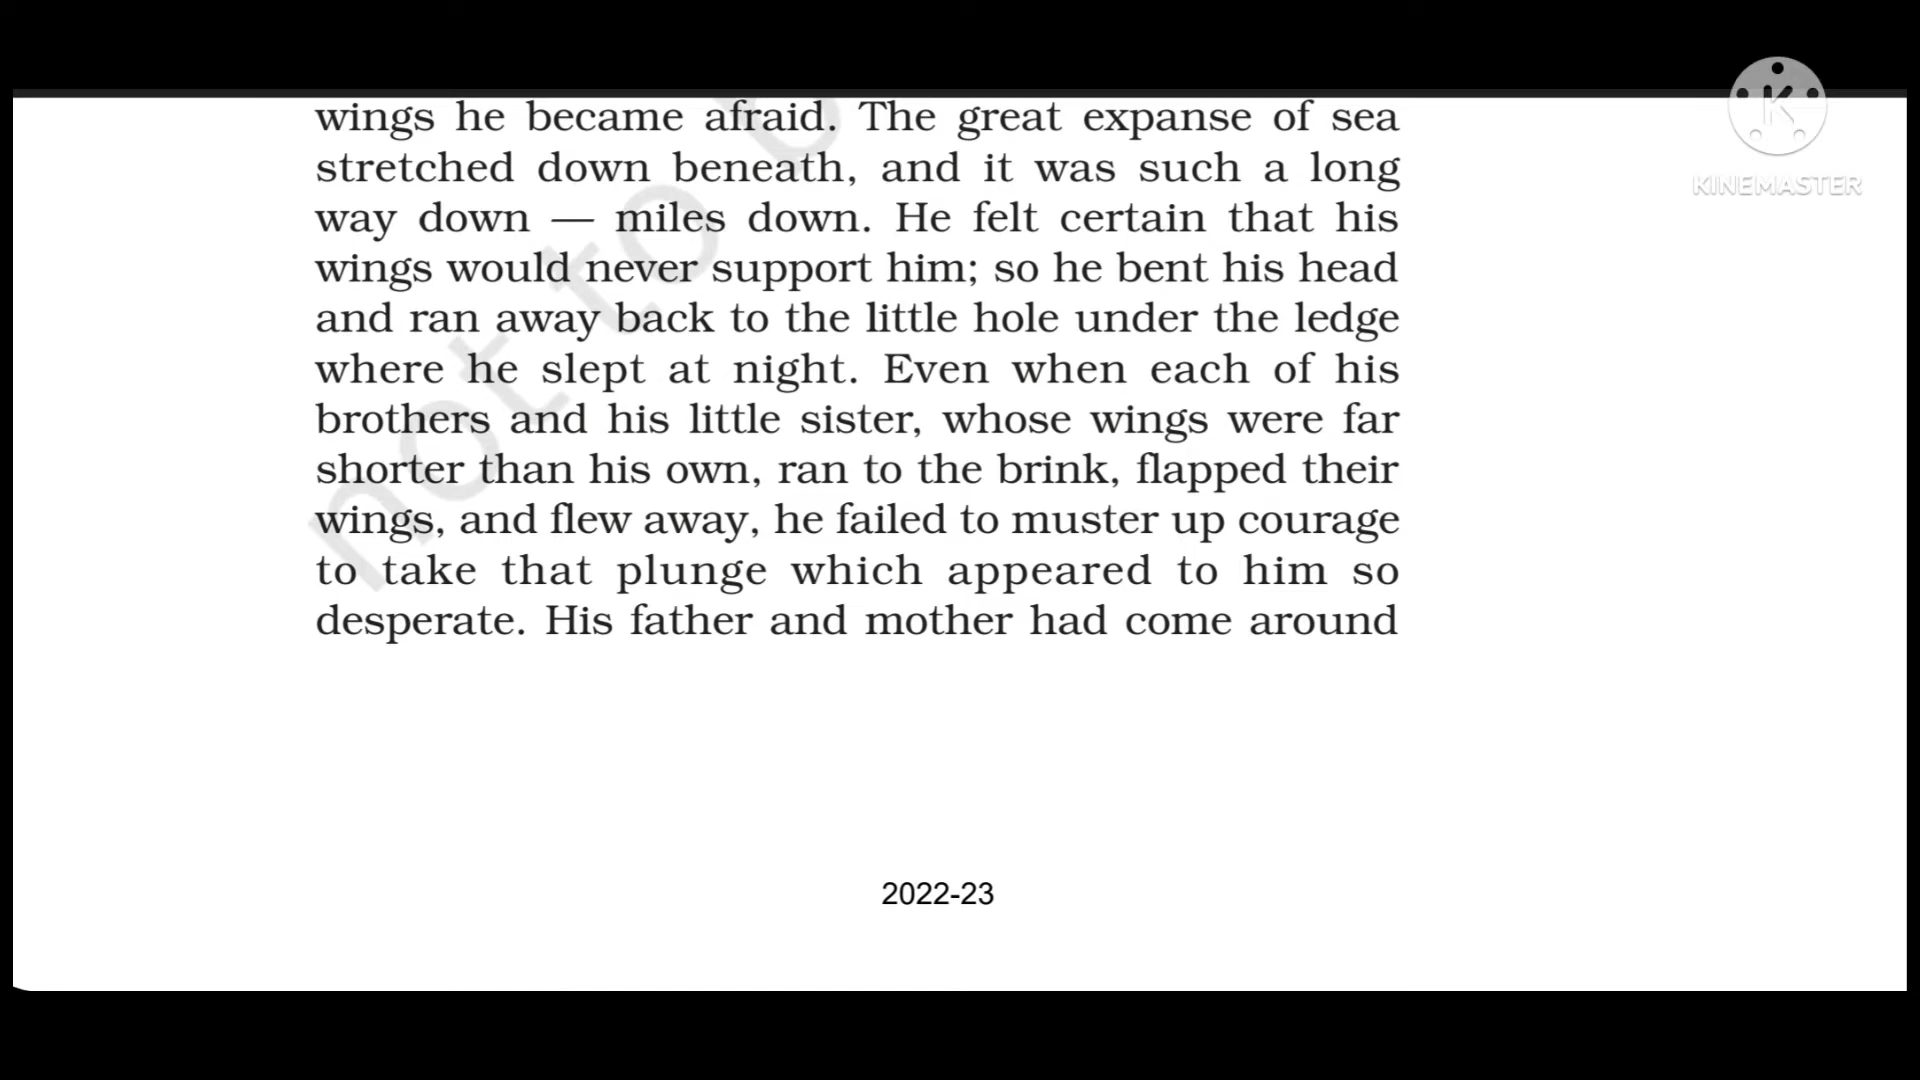 wings he became afraid. The great expanse of sea
stretched down beneath, and it was such a long
way down — miles down. He felt certain that his
wings would never support him; so he bent his head
and ran away back to the little hole under the ledge
where he slept at night. Even when each of his
brothers and his little sister, whose wings were far
shorter than his own, ran to the brink, flapped their
wings, and flew away, he failed to muster up courage
to take that plunge which appeared to him so
desperate. His father and mother had come around
2022-23
not to b
K
KINEMASTER